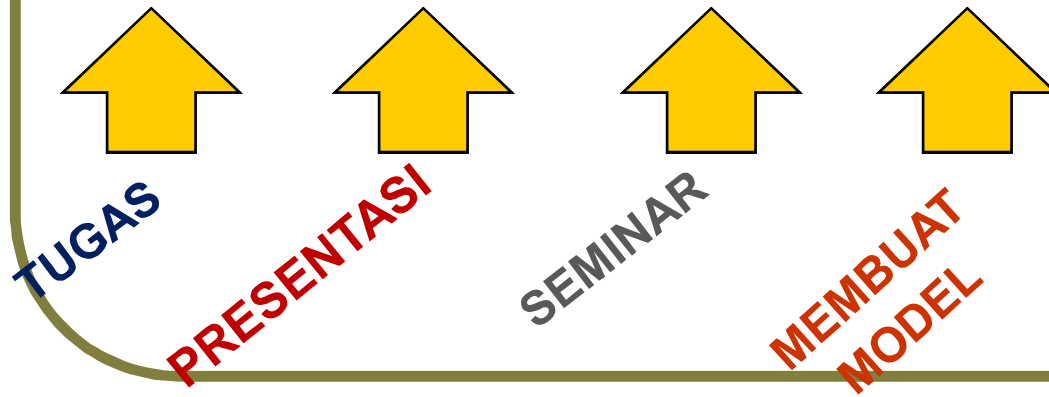 TUGAS
PRESENTASI
SEMINAR
MEMBUAT
MODEL